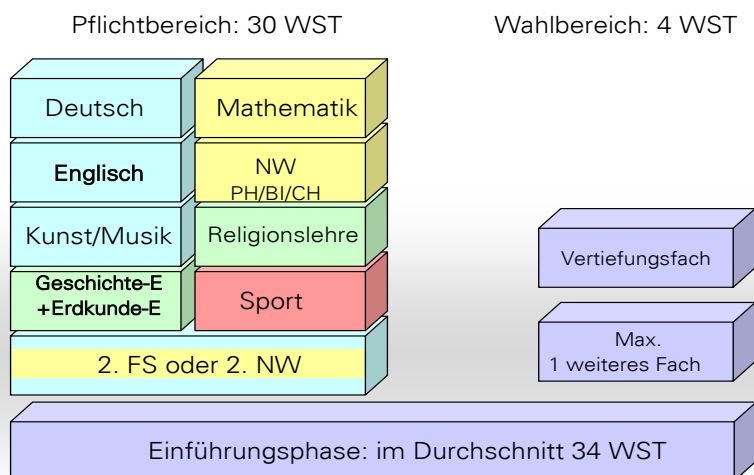 Pflichtbereich: 30 WST
Wahlbereich: 4 WST
Deutsch
Mathematik
Englisch
NW
PH/BI/CH
Kunst/Musik
Religionslehre
Geschichte-E
+Erdkunde-E
Sport
2. FS oder 2. NW
Vertiefungsfach
Max.
1 weiteres Fach
Einführungsphase: im Durchschnitt 34 WST